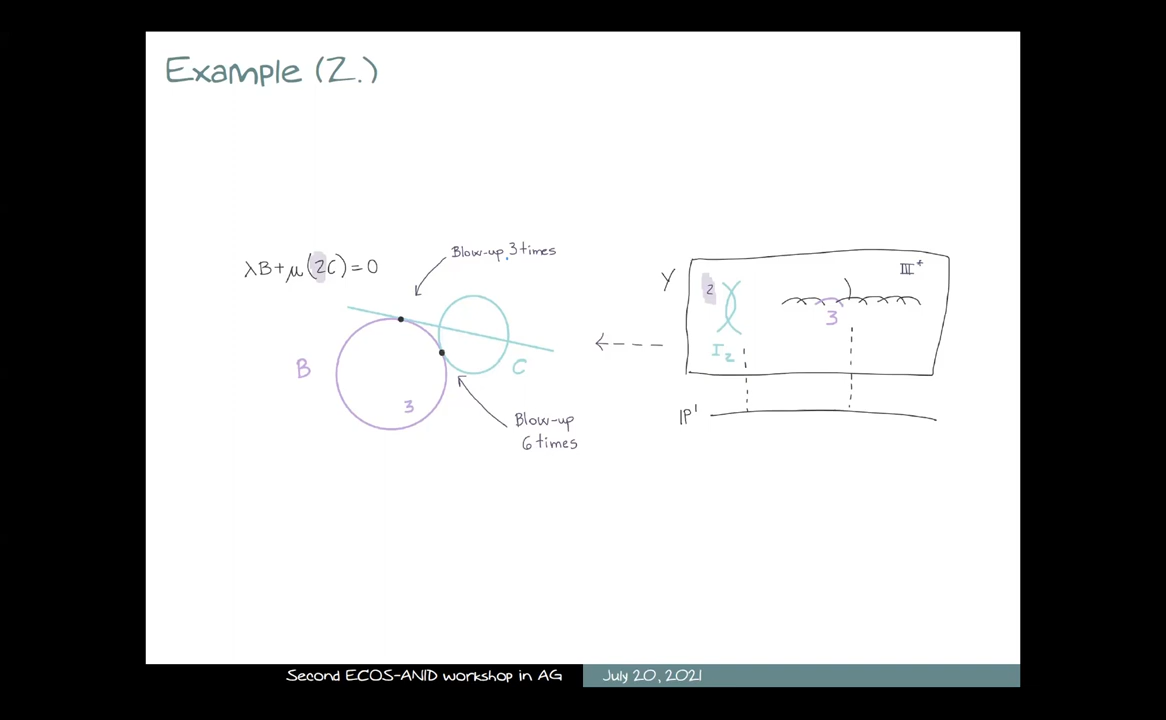 Example (Z.)
Blow-up 3 times
λB+μ(2C)=0
B
3
C
Blow-up
6 times
Y
III*
2
3
I₂
IP¹
Second ECOS-ANID workshop in AG
July 20, 2021